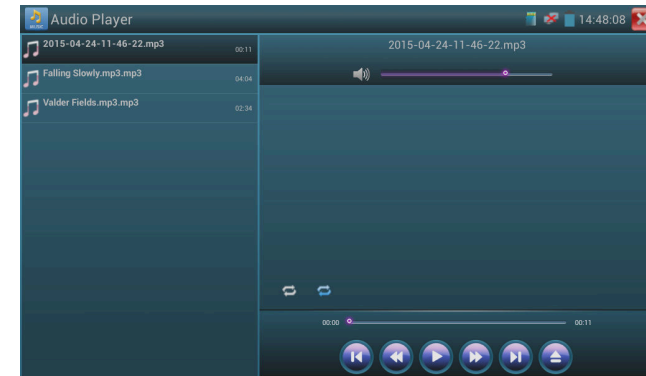 Audio Player
14:48:08
MUSIC
2015-04-24-11-46-22.mp3
00:11
Falling Slowly.mp3.mp3
04:04
Valder Fields.mp3.mp3
02:34
2015-04-24-11-46-22.mp3
00:00
00:11